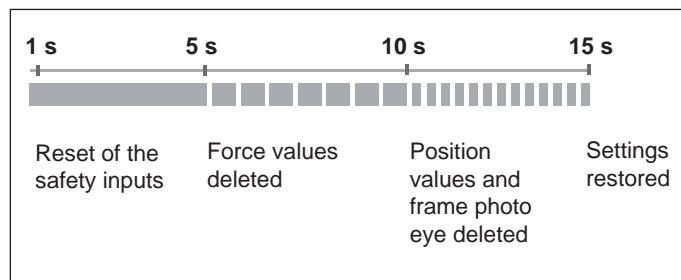 1 s 5 s 10 s 15 s
Reset of the
safety inputs
Force values
deleted
Position
values and
frame photo
eye deleted
Settings
restored